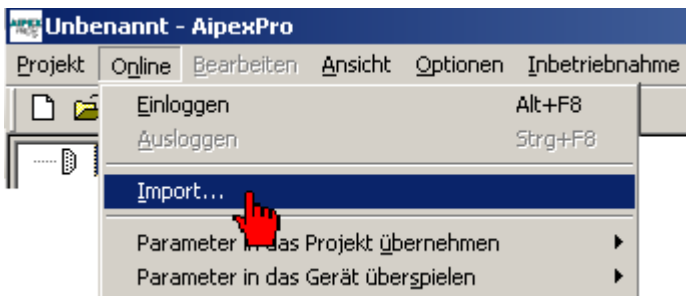 Unbenannt - AipexPro
Projekt Online Bearbeiten Ansicht Optionen Inbetriebnahme
Einloggen Alt+F8
Ausloggen Strg+F8
Import...
Parameter in das Projekt übernehmen
Parameter in das Gerät überspielen